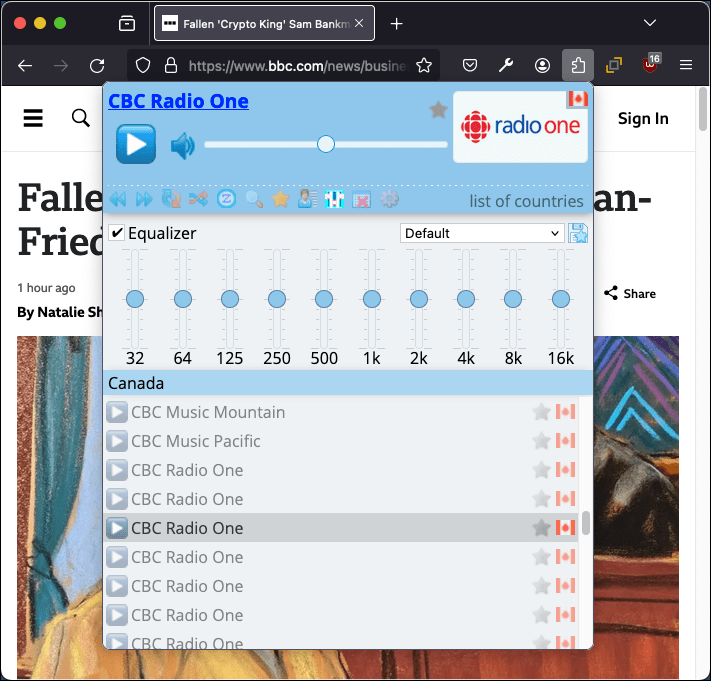 Fallen 'Crypto King' Sam Bankm
https://www.bbc.com/news/busine
16
CBC Radio One
radio one
Sign In
list of countries
Falle
an-
Fried
Equalizer
Default
1 hour ago
Share
By Natalie Sh
32 64 125 250 500 1k 2k 4k 8k 16k
Canada
CBC Music Mountain
CBC Music Pacific
CBC Radio One
CBC Radio One
CBC Radio One
CBC Radio One
CBC Radio One
CBC Radio One
CBC Radio One